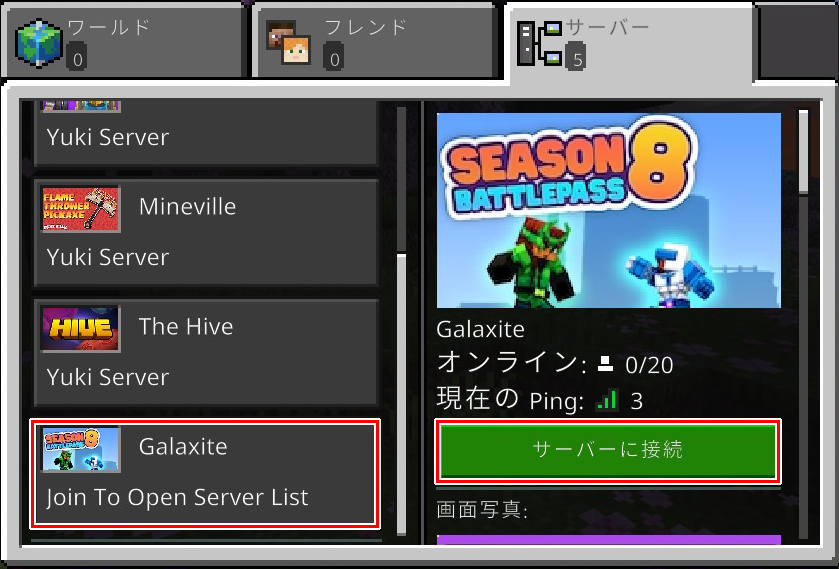 ワールド
0
フレンド
0
サーバー
5
Yuki Server
FLAME
THROWER
PICKAXE
Mineville
Yuki Server
HIVE
The Hive
Yuki Server
SEASON 8
Galaxite
Join To Open Server List
SEASON 8
BATTLEPASS
Galaxite
オンライン: 0/20
現在の Ping: 3
サーバーに接続
画面写真: